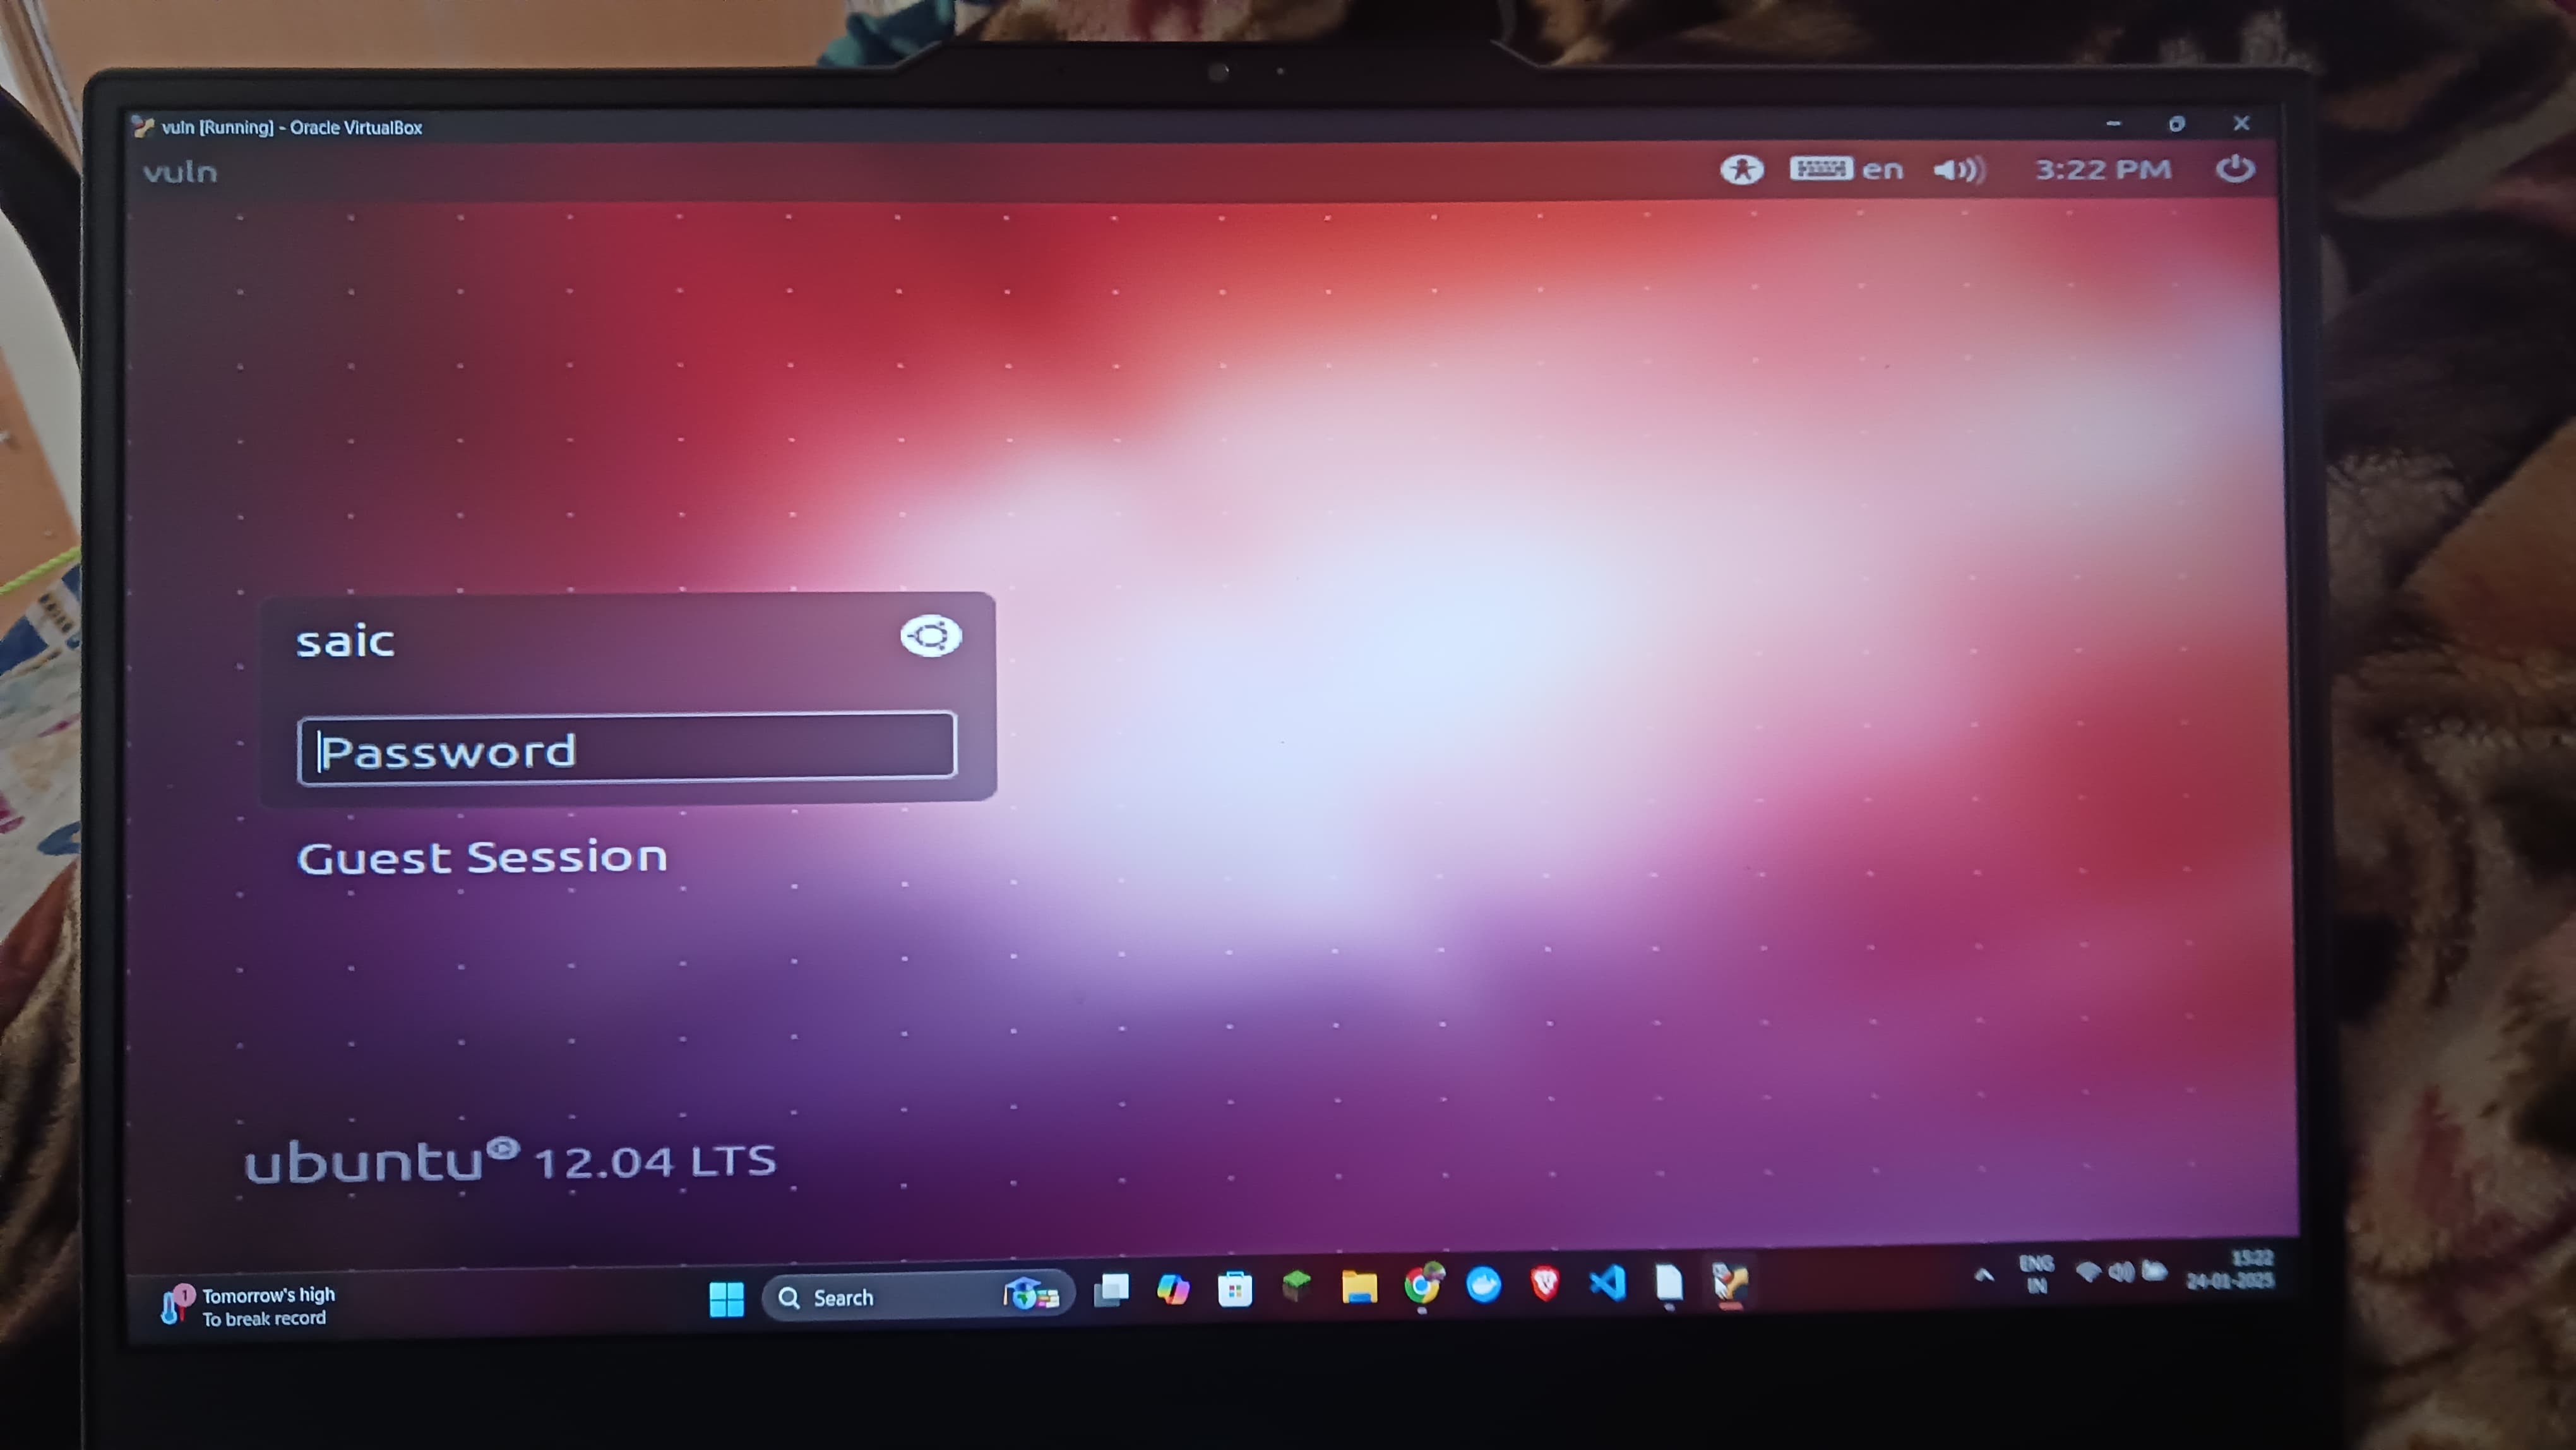 vuln [Running] - Oracle VirtualBox
vuln
en
3:22 PM
saic
Password
Guest Session
ubuntu 12.04 LTS
1
Tomorrow's high
To break record
Search
ENG
IN
15:22
24-01-2025